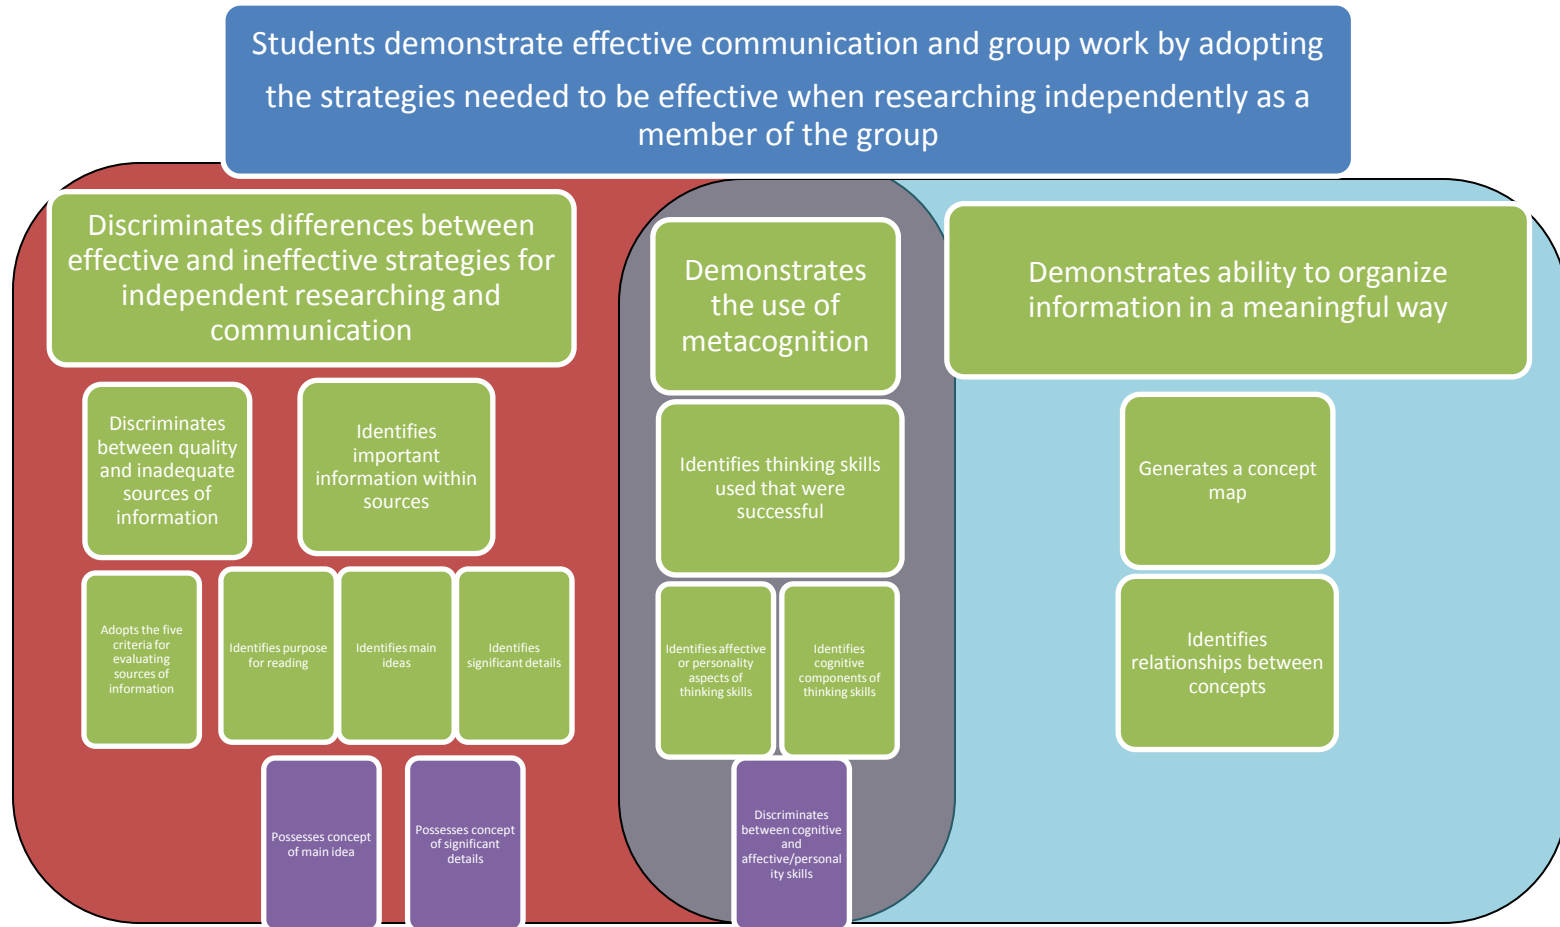 Students demonstrate effective communication and group work by adopting
the strategies needed to be effective when researching independently as a
member of the group
Discriminates differences between
effective and ineffective strategies for
independent researching and
communication
Demonstrates
the use of
metacognition
Demonstrates ability to organize
information in a meaningful way
Discriminates
between quality
and inadequate
sources of
information
Identifies
important
information within
sources
Identifies thinking skills
used that were
successful
Generates a concept
map
Adopts the five
criteria for
evaluating
sources of
information
Identifies purpose
for reading
Identifies main
ideas
Identifies
significant details
Identifies affective
or personality
aspects of
thinking skills
Identifies
cognitive
components of
thinking skills
Identifies
relationships between
concepts
Possesses concept
of main idea
Possesses concept
of significant
details
Discriminates
between cognitive
and
affective/personal
ity skills